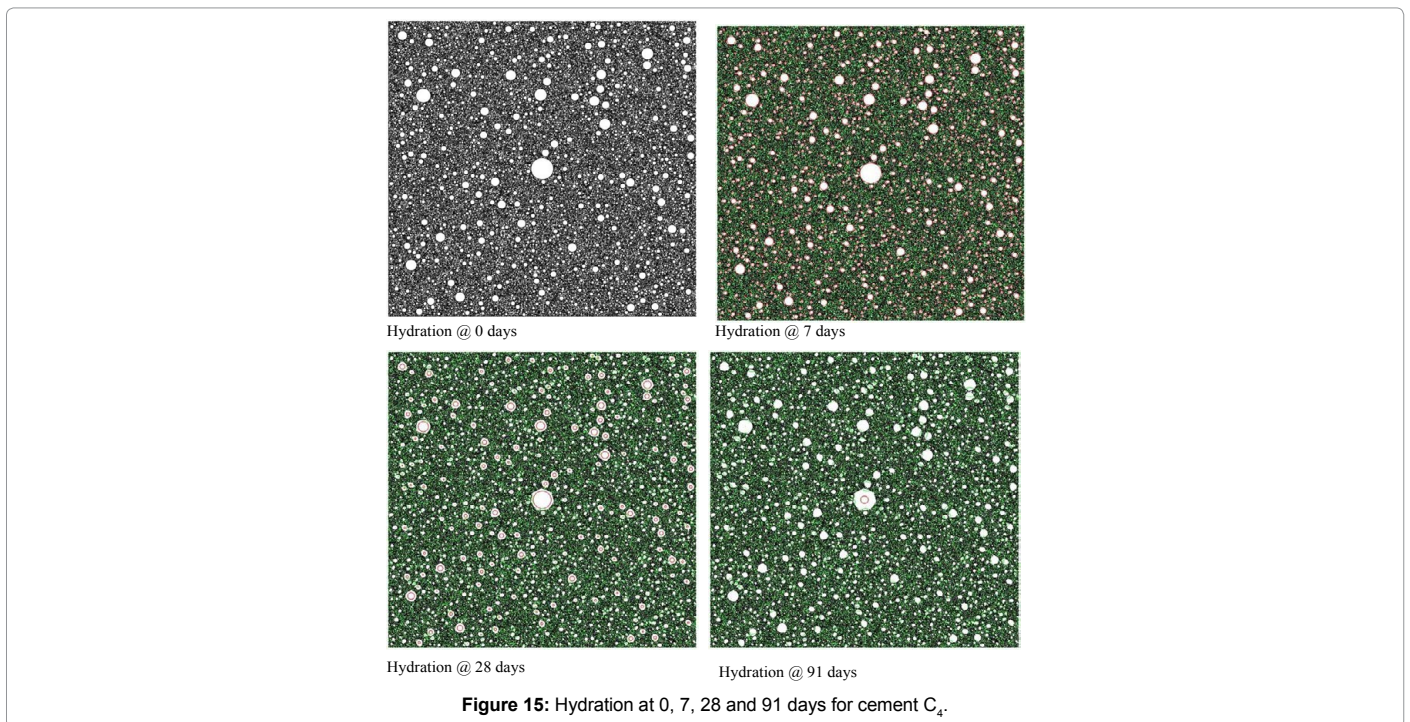 Hydration @ 0 days
Hydration @ 7 days
Hydration @ 28 days
Hydration @ 91 days
Figure 15: Hydration at 0, 7, 28 and 91 days for cement C₄.